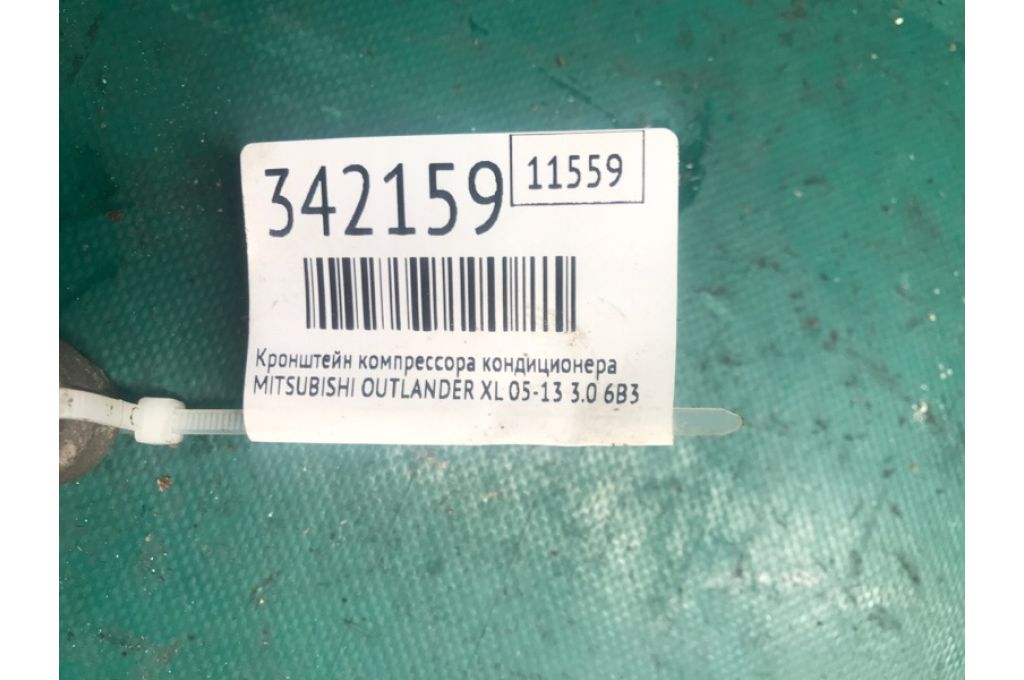 342159 11559
Кронштейн компрессора кондиционера
MITSUBISHI OUTLANDER XL 05-13 3.0 6B3